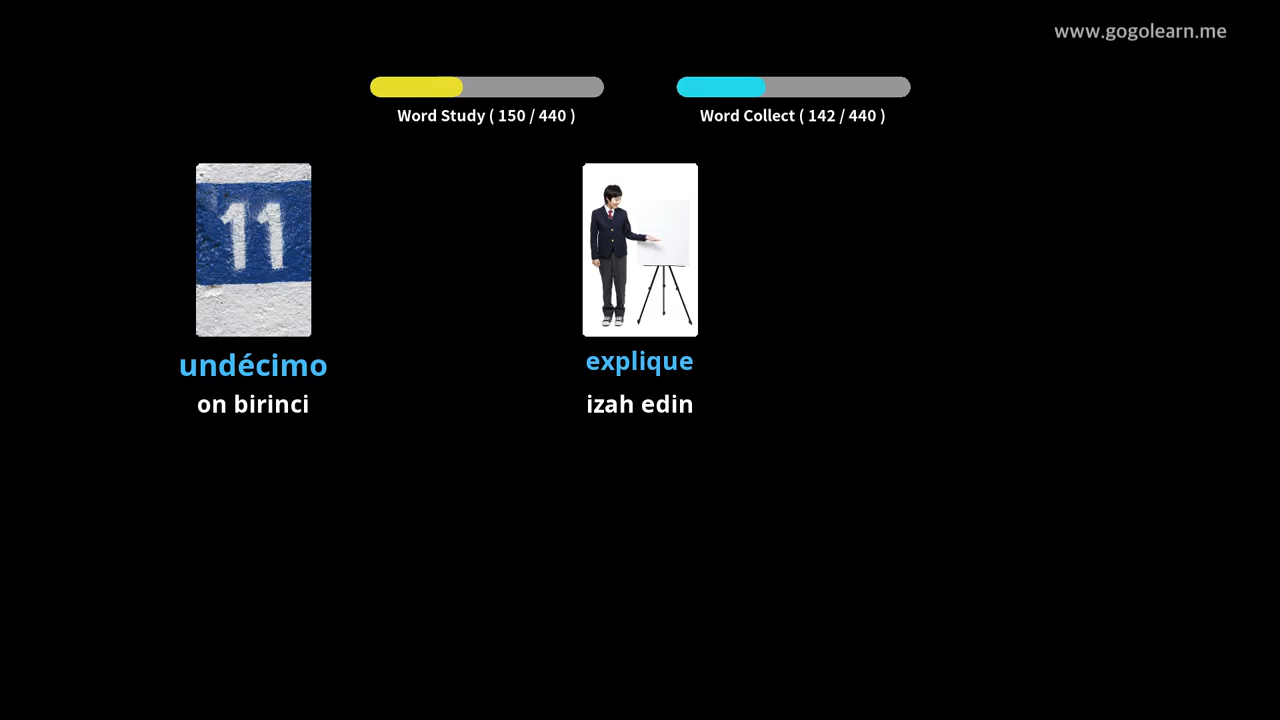 www.gogolearn.me
Word Study ( 150 / 440 )
Word Collect ( 142 / 440 )
11
undécimo
explique
on birinci
izah edin